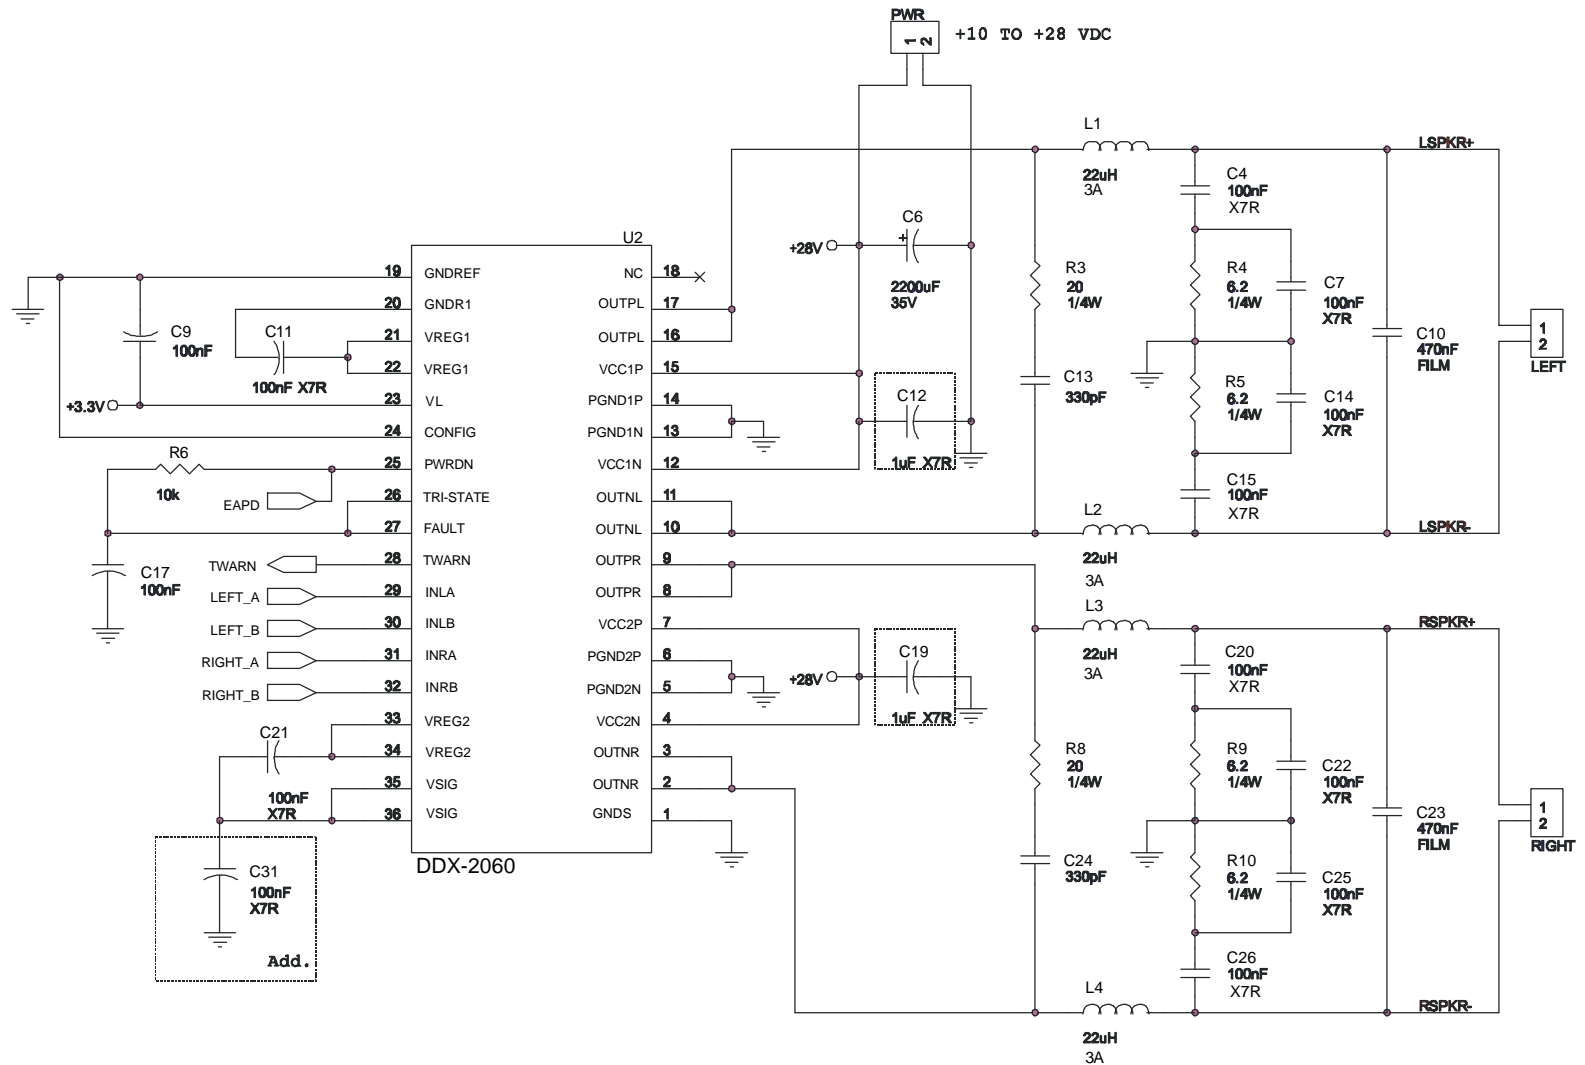 PWR
1
2
+10 TO +28 VDC
L1
22uH
3A
LSPKR+
C4
100nF
X7R
C6
+
+28V
2200uF
35V
U2
R3
20
1/4W
R4
6.2
1/4W
C7
100nF
X7R
19 GNDREF
20 GNDR1
21 VREG1
22 VREG1
23 VL
24 CONFIG
25 PWRDN
26 TRI-STATE
27 FAULT
28 TWARN
29 INLA
30 INLB
31 INRA
32 INRB
33 VREG2
34 VREG2
35 VSIG
36 VSIG
NC 18
OUTPL 17
OUTPL 16
VCC1P 15
PGND1P 14
PGND1N 13
VCC1N 12
OUTNL 11
OUTNL 10
OUTPR 9
OUTPR 8
VCC2P 7
PGND2P 6
PGND2N 5
VCC2N 4
OUTNR 3
OUTNR 2
GNDS 1
DDX-2060
C9
100nF
C11
100nF X7R
+3.3V
R6
10k
EAPD
C17
100nF
TWARN
LEFT_A
LEFT_B
RIGHT_A
RIGHT_B
C21
100nF
X7R
C31
100nF
X7R
Add.
C12
1uF X7R
C13
330pF
R5
6.2
1/4W
C14
100nF
X7R
C10
470nF
FILM
1
2
LEFT
C15
100nF
X7R
L2
22uH
3A
LSPKR-
L3
22uH
3A
RSPKR+
C19
+28V
1uF X7R
C20
100nF
X7R
R8
20
1/4W
R9
6.2
1/4W
C22
100nF
X7R
C23
470nF
FILM
1
2
RIGHT
C24
330pF
R10
6.2
1/4W
C25
100nF
X7R
C26
100nF
X7R
L4
22uH
3A
RSPKR-